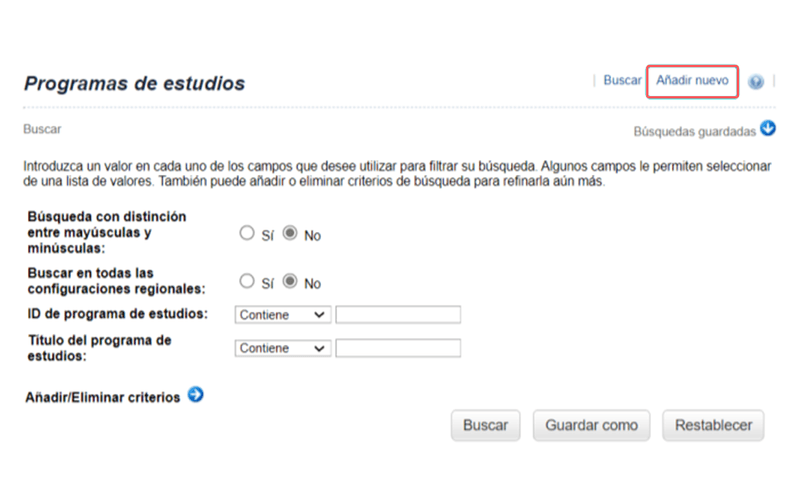 Programas de estudios
Buscar
Añadir nuevo
Buscar
Búsquedas guardadas
Introduzca un valor en cada uno de los campos que desee utilizar para filtrar su búsqueda. Algunos campos le permiten seleccionar
de una lista de valores. También puede añadir o eliminar criterios de búsqueda para refinarla aún más.
Búsqueda con distinción
entre mayúsculas y
minúsculas:
Sí No
Buscar en todas las
configuraciones regionales:
Sí No
ID de programa de estudios:
Contiene
Título del programa de
estudios:
Contiene
Añadir/Eliminar criterios
Buscar
Guardar como
Restablecer